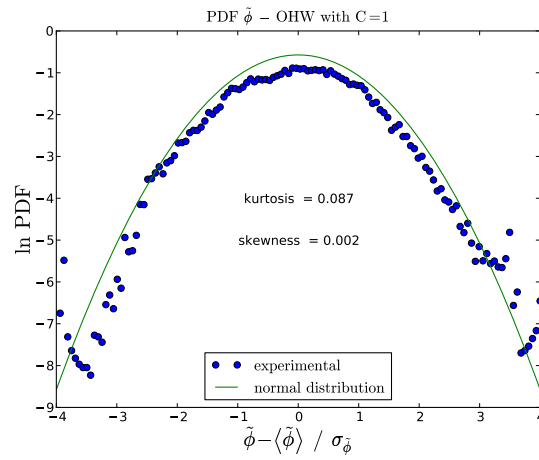 PDF φ̃ − OHW with C=1
0
−1
−2
−3
−4
−5
−6
−7
−8
−9
ln PDF
kurtosis = 0.087
skewness = 0.002
experimental
normal distribution
−4 −3 −2 −1 0 1 2 3 4
φ̃−⟨φ̃⟩ / σ_φ̃